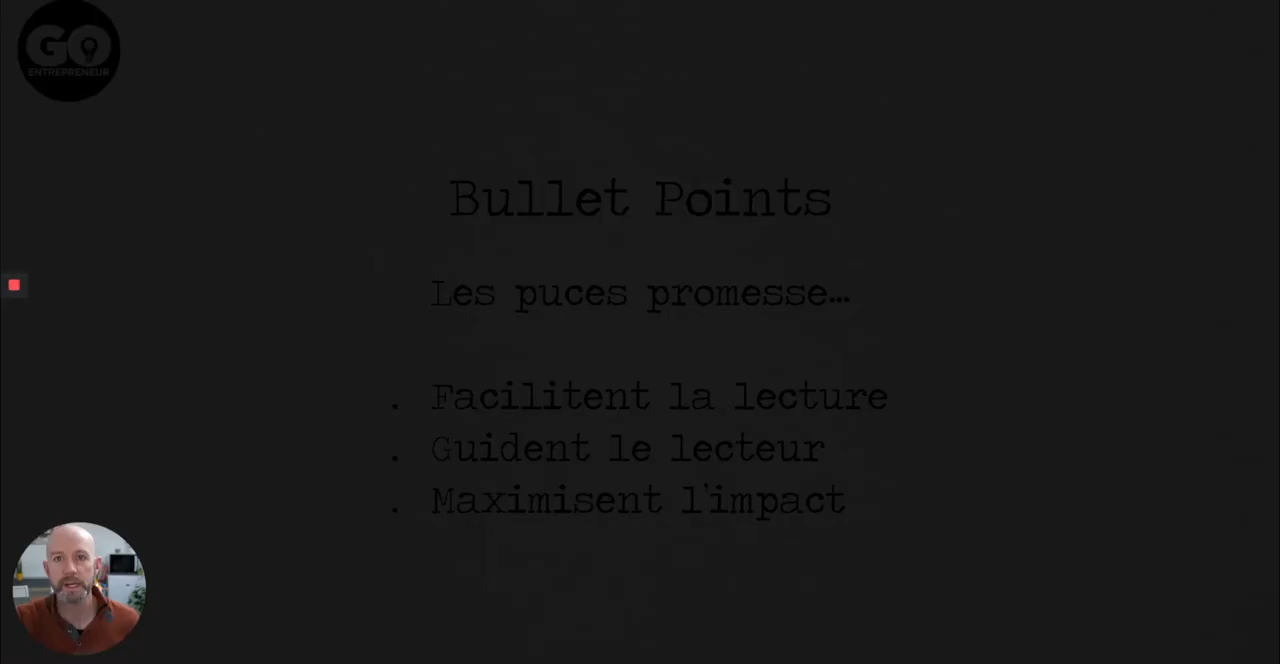 GO
ENTREPRENEUR
Bullet Points
Les puces promesse…
. Facilitent la lecture
. Guident le lecteur
. Maximisent l'impact